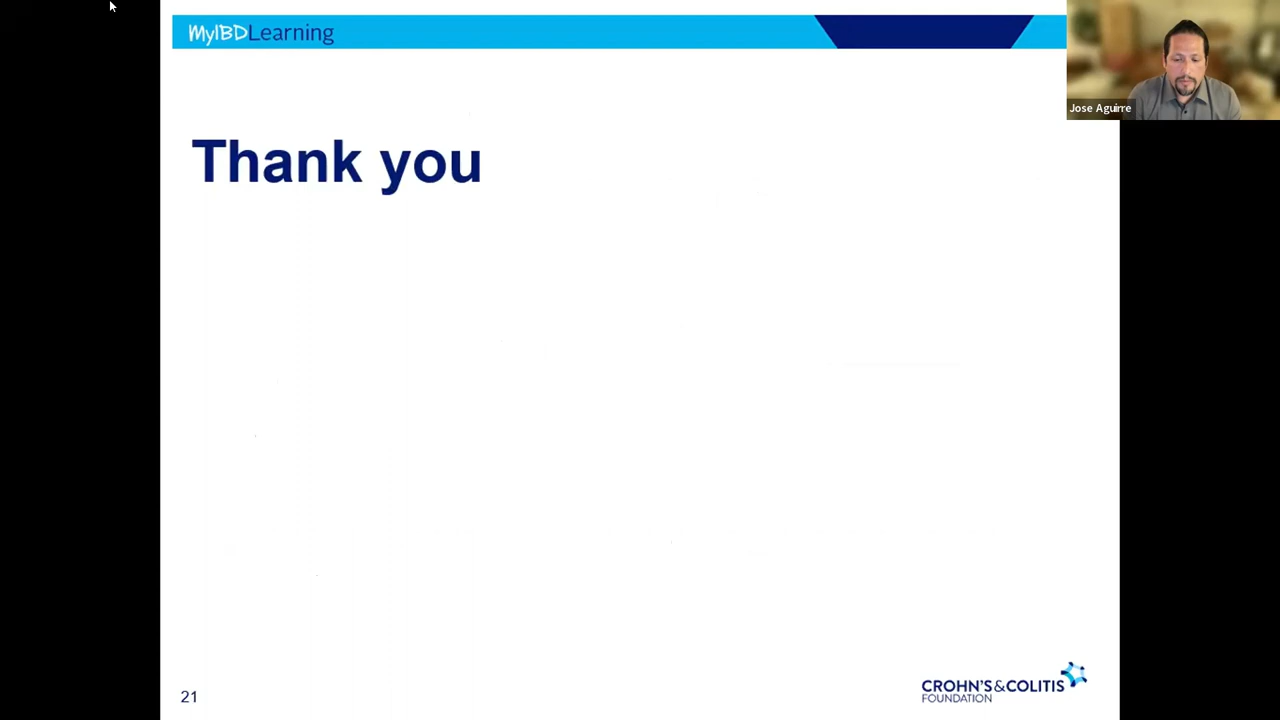 MyIBDLearning
Jose Aguirre
Thank you
21
CROHN'S&COLITIS
FOUNDATION